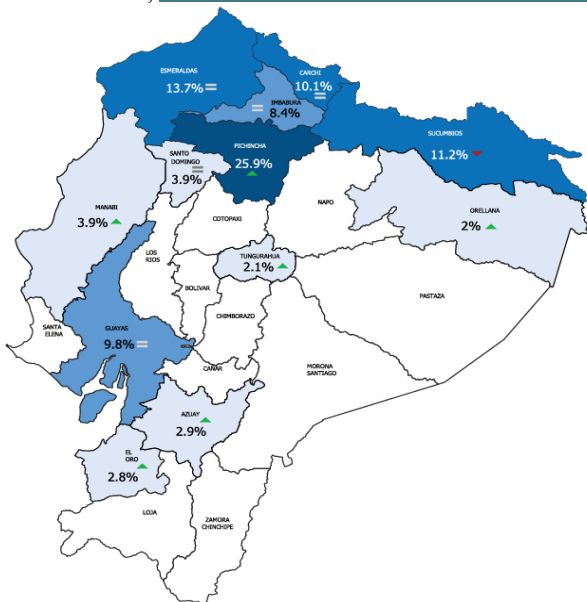 ESMERALDAS
13.7% =
CARCHI
10.1%
=
= IMBABURA
8.4%
SUCUMBIOS
11.2%
PICHINCHA
25.9%
SANTO
DOMINGO
=
3.9%
MANABI
3.9%
NAPO
ORELLANA
2%
COTOPAXI
LOS
RIOS
TUNGURAHUA
2.1%
BOLIVAR
PASTAZA
CHIMBORAZO
SANTA
ELENA
GUAYAS
9.8% =
CAÑAR
MORONA
SANTIAGO
AZUAY
2.9%
EL
ORO
2.8%
LOJA
ZAMORA
CHINCHIPE